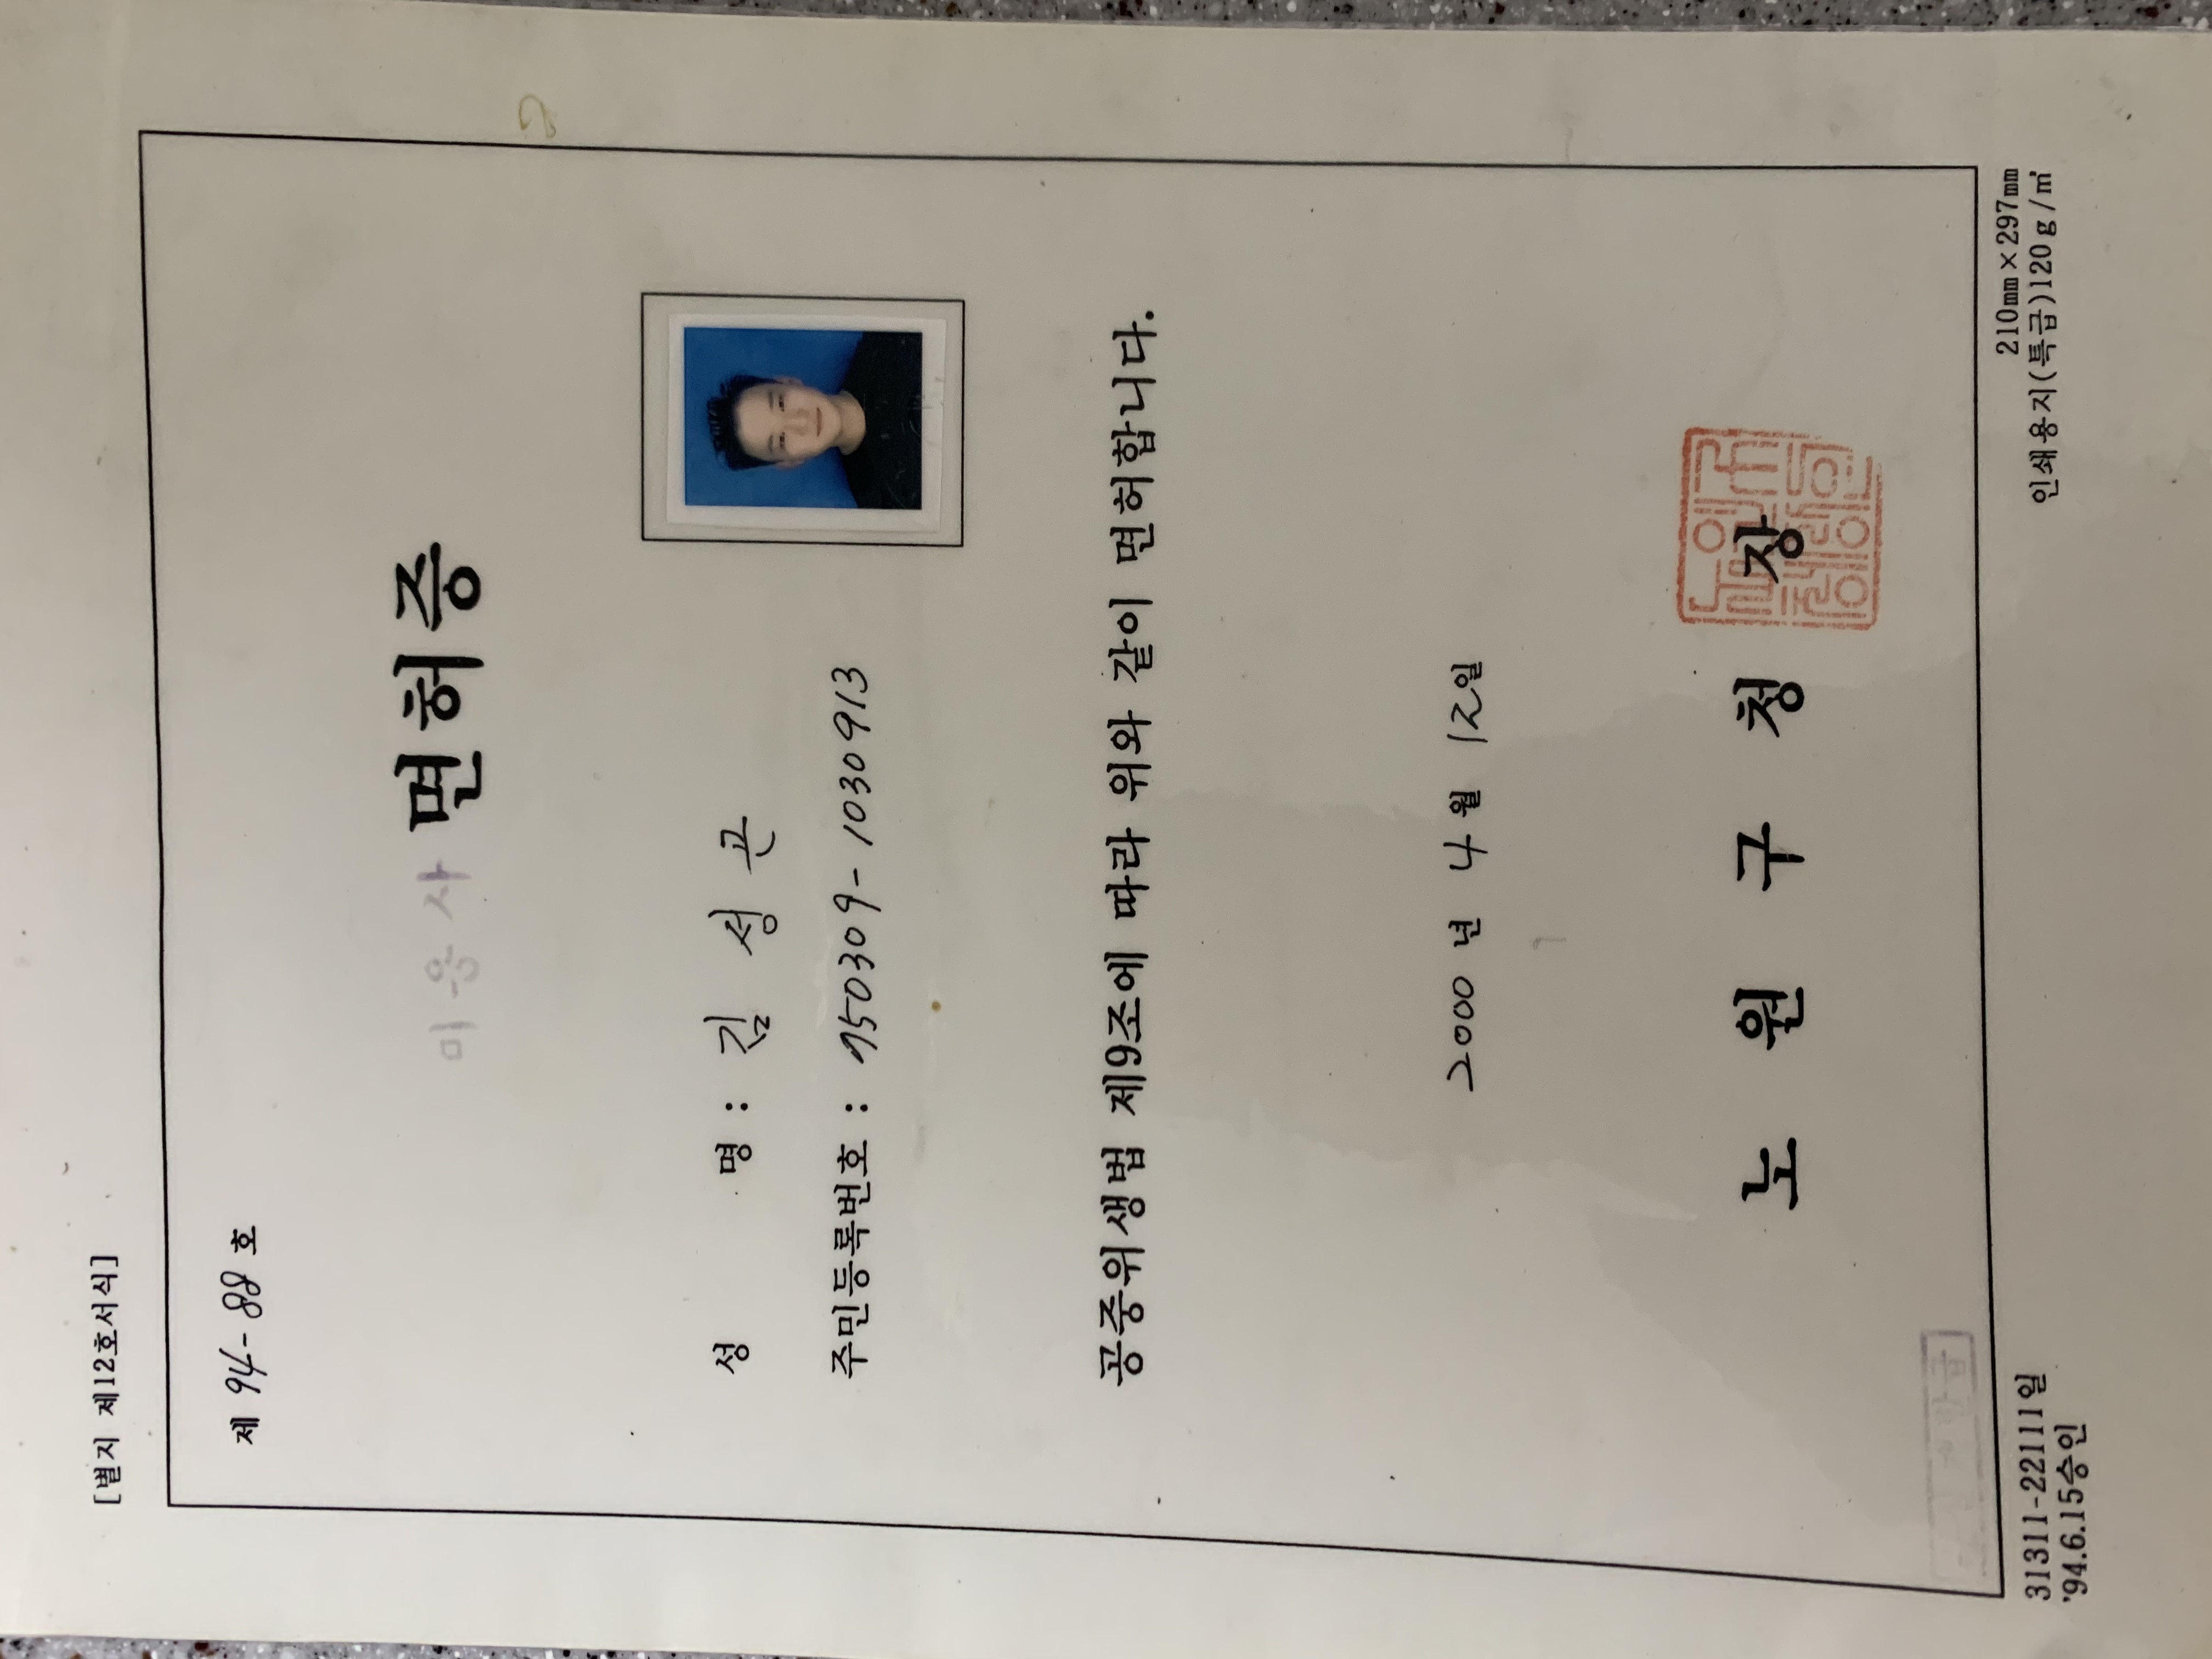 [별지 제12호서식]
제 94-88 호
미용사 면허증
성 명 : 김 성 곤
주민등록번호 : 750309-1030913
공중위생법 제9조에 따라 위와 같이 면허합니다.
2000 년 4 월 12일
노 원 구 청 장
31311-22111일
'94.6.15승인
210mm×297mm
인쇄용지(특급)120g/㎡